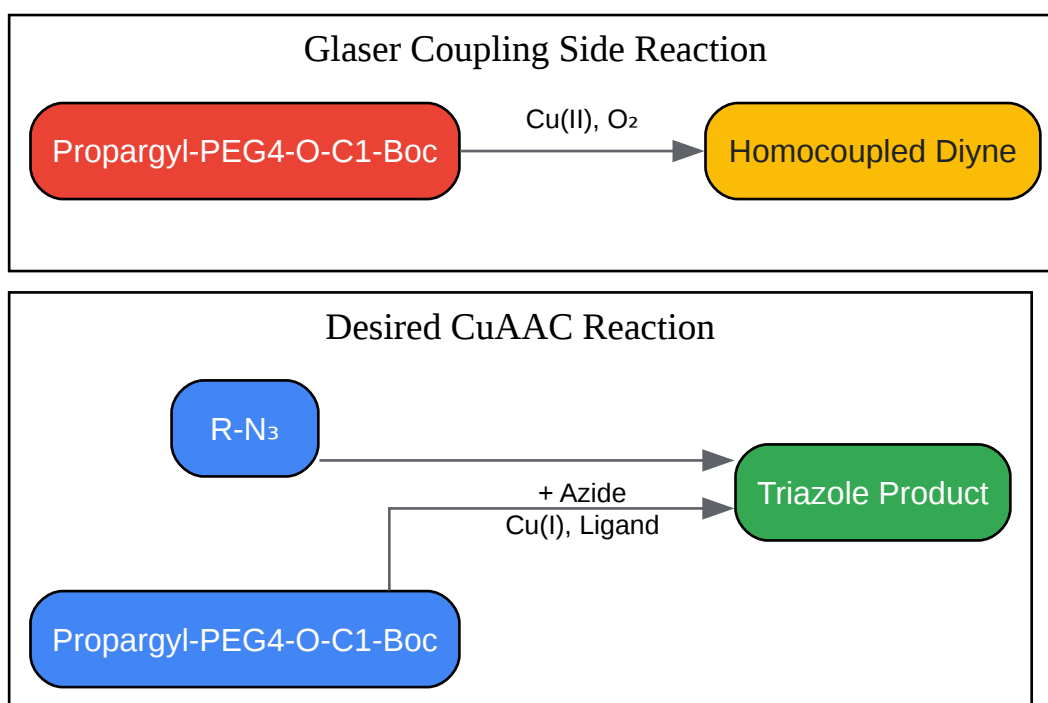 Glaser Coupling Side Reaction
Propargyl-PEG4-O-C1-Boc
Cu(II), O₂
Homocoupled Diyne
Desired CuAAC Reaction
R-N₃
+ Azide
Cu(I), Ligand
Triazole Product
Propargyl-PEG4-O-C1-Boc